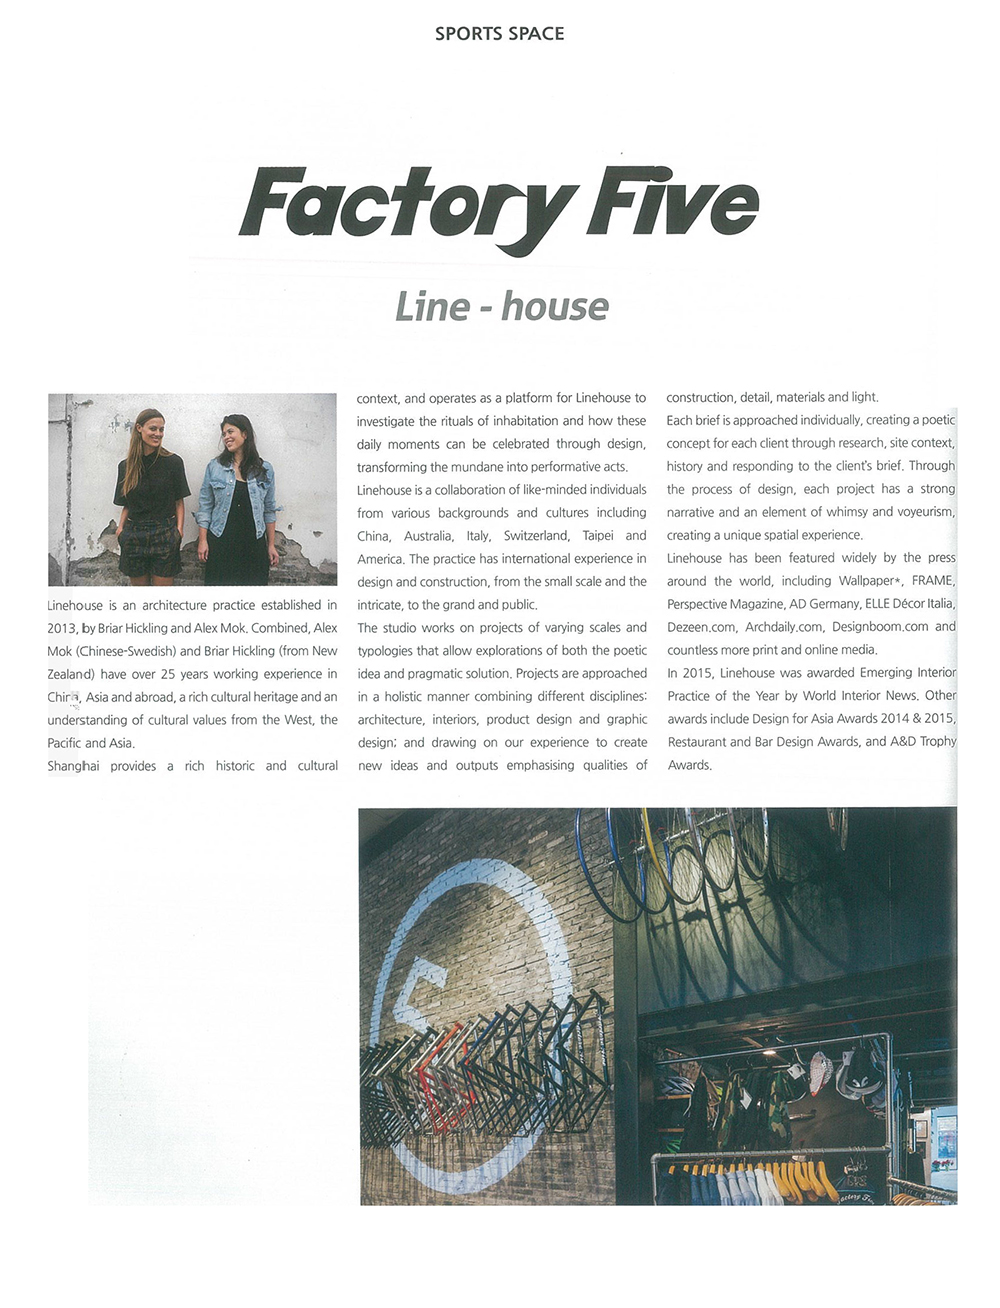 SPORTS SPACE
Factory Five
Line - house
Linehouse is an architecture practice established in
2013, by Briar Hickling and Alex Mok. Combined, Alex
Mok (Chinese-Swedish) and Briar Hickling (from New
Zealand) have over 25 years working experience in
China, Asia and abroad, a rich cultural heritage and an
understanding of cultural values from the West, the
Pacific and Asia.
Shanghai provides a rich historic and cultural
context, and operates as a platform for Linehouse to
investigate the rituals of inhabitation and how these
daily moments can be celebrated through design,
transforming the mundane into performative acts.
Linehouse is a collaboration of like-minded individuals
from various backgrounds and cultures including
China, Australia, Italy, Switzerland, Taipei and
America. The practice has international experience in
design and construction, from the small scale and the
intricate, to the grand and public.
The studio works on projects of varying scales and
typologies that allow explorations of both the poetic
idea and pragmatic solution. Projects are approached
in a holistic manner combining different disciplines:
architecture, interiors, product design and graphic
design; and drawing on our experience to create
new ideas and outputs emphasising qualities of
construction, detail, materials and light.
Each brief is approached individually, creating a poetic
concept for each client through research, site context,
history and responding to the client's brief. Through
the process of design, each project has a strong
narrative and an element of whimsy and voyeurism,
creating a unique spatial experience.
Linehouse has been featured widely by the press
around the world, including Wallpaper*, FRAME,
Perspective Magazine, AD Germany, ELLE Décor Italia,
Dezeen.com, Archdaily.com, Designboom.com and
countless more print and online media.
In 2015, Linehouse was awarded Emerging Interior
Practice of the Year by World Interior News. Other
awards include Design for Asia Awards 2014 & 2015,
Restaurant and Bar Design Awards, and A&D Trophy
Awards.